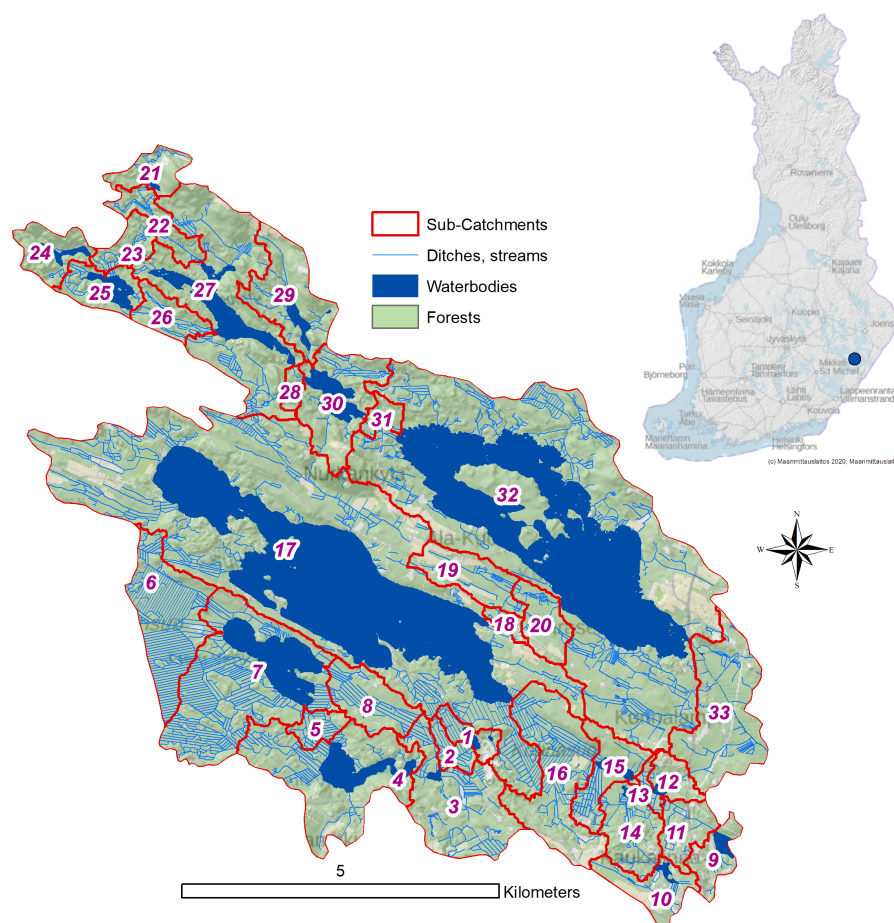 Rovaniemi
Oulu
Uleåborg
Kokkola
Karleby
Kajaani
Kajana
Vaasa
Vasa
Kuopio
Seinäjoki
Joens
Jyväskylä
Pori
Björneborg
Tampere
Tammerfors
Mikkeli
S:t Michel
Hämeenlinna
Tavastehus
Lahti
Lahtis
Lappeenranta
Villmanstrand
Kouvola
Turku
Åbo
Helsinki
Helsingfors
Mariehamn
Maarianhamina
(c) Maanmittauslaitos 2020, Maanmittauslait
Sub-Catchments
Ditches, streams
Waterbodies
Forests
N
W
E
S
21
22
24
23
25
27
29
26
28
30
31
32
17
19
6
18
20
7
8
33
5
1
2
4
16
15
12
13
3
14
11
9
10
5
Kilometers